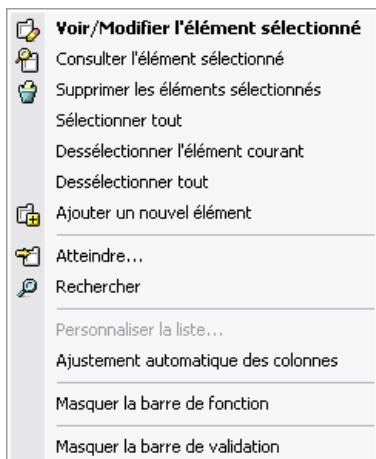 Voir/Modifier l'élément sélectionné
Consulter l'élément sélectionné
Supprimer les éléments sélectionnés
Sélectionner tout
Dessélectionner l'élément courant
Dessélectionner tout
Ajouter un nouvel élément
Atteindre...
Rechercher
Personnaliser la liste...
Ajustement automatique des colonnes
Masquer la barre de fonction
Masquer la barre de validation